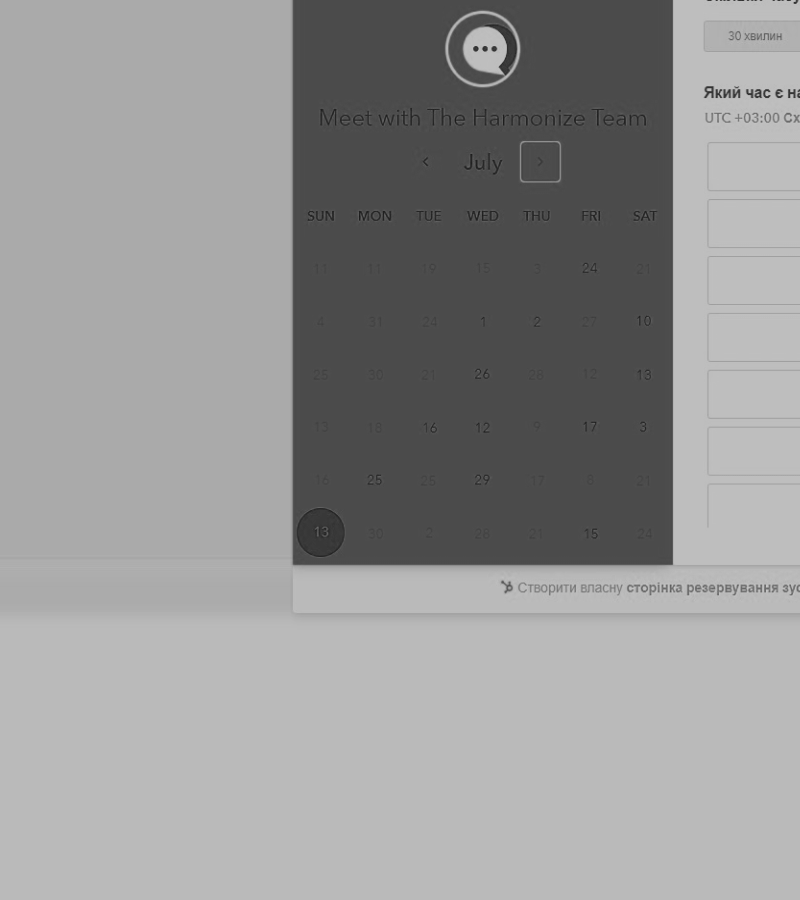 30 хвилин
Meet with The Harmonize Team
Який час є на
UTC +03:00 Сх
July
SUN MON TUE WED THU FRI SAT
11 11 19 15 3 24 21
4 31 24 1 2 27 10
25 30 21 26 28 12 13
13 18 16 12 9 17 3
16 25 25 29 17 8 21
13 30 2 28 21 15 24
Створити власну сторінка резервування зус